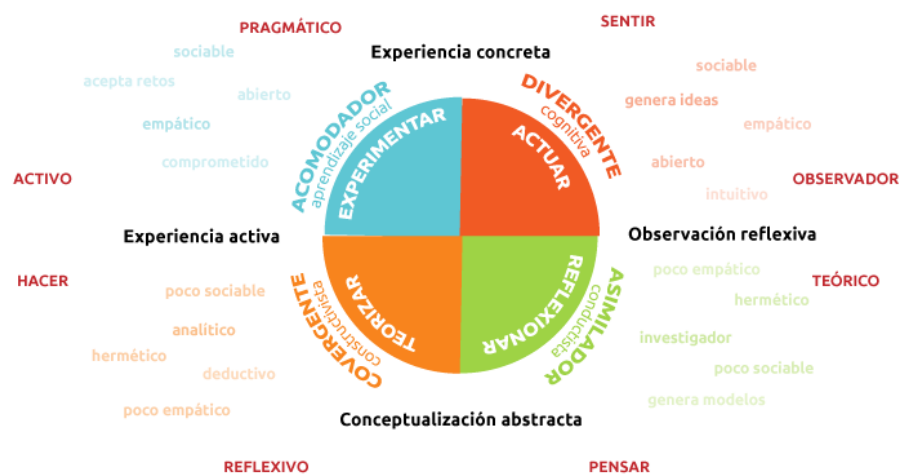 SENTIR
PRAGMÁTICO
Experiencia concreta
sociable
acepta retos
abierto
empático
comprometido
sociable
genera ideas
empático
abierto
intuitivo
ACOMODADOR
aprendizaje social
EXPERIMENTAR
DIVERGENTE
cognitiva
ACTUAR
ACTIVO
OBSERVADOR
Experiencia activa
Observación reflexiva
HACER
TEÓRICO
poco sociable
analítico
hermético
deductivo
poco empático
COVERGENTE
constructivista
TEORIZAR
REFLEXIONAR
ASIMILADOR
conductista
poco empático
hermético
investigador
poco sociable
genera modelos
Conceptualización abstracta
REFLEXIVO
PENSAR